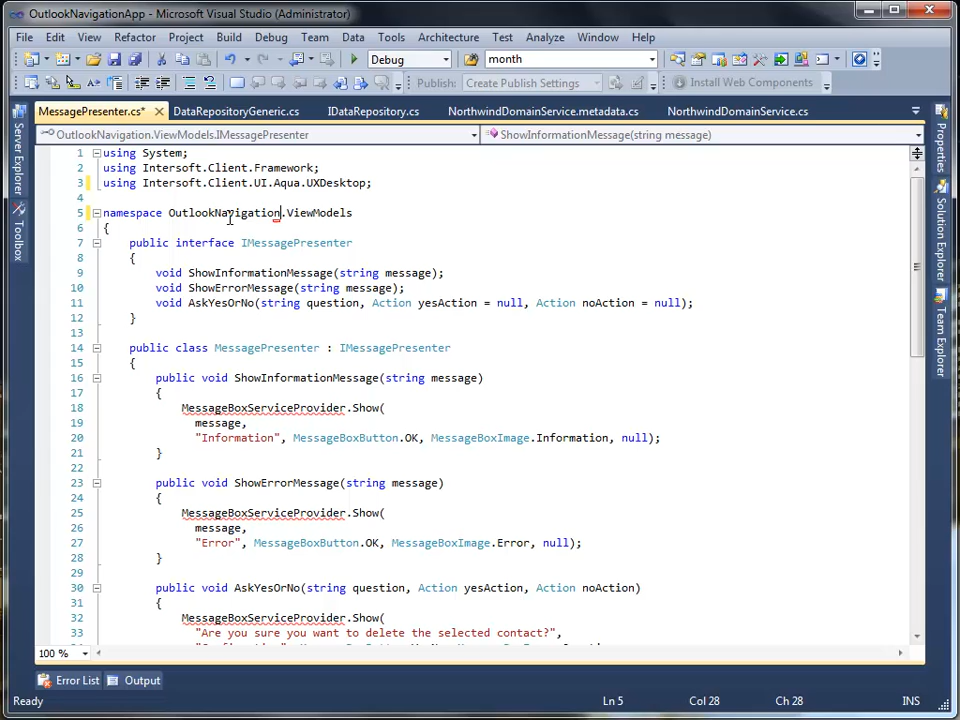 OutlookNavigationApp - Microsoft Visual Studio (Administrator)
File Edit View Refactor Project Build Debug Team Data Tools Architecture Test Analyze Window Help
Debug month
Publish: Create Publish Settings Install Web Components
MessagePresenter.cs* DataRepositoryGeneric.cs IDataRepository.cs NorthwindDomainService.metadata.cs NorthwindDomainService.cs
OutlookNavigation.ViewModels.IMessagePresenter ShowInformationMessage(string message)
Server Explorer
Toolbox
Properties
Solution Explorer
Team Explorer
1 using System;
2 using Intersoft.Client.Framework;
3 using Intersoft.Client.UI.Aqua.UXDesktop;
4
5 namespace OutlookNavigation.ViewModels
6 {
7 public interface IMessagePresenter
8 {
9 void ShowInformationMessage(string message);
10 void ShowErrorMessage(string message);
11 void AskYesOrNo(string question, Action yesAction = null, Action noAction = null);
12 }
13
14 public class MessagePresenter : IMessagePresenter
15 {
16 public void ShowInformationMessage(string message)
17 {
18 MessageBoxServiceProvider.Show(
19 message,
20 "Information", MessageBoxButton.OK, MessageBoxImage.Information, null);
21 }
22
23 public void ShowErrorMessage(string message)
24 {
25 MessageBoxServiceProvider.Show(
26 message,
27 "Error", MessageBoxButton.OK, MessageBoxImage.Error, null);
28 }
29
30 public void AskYesOrNo(string question, Action yesAction, Action noAction)
31 {
32 MessageBoxServiceProvider.Show(
33 "Are you sure you want to delete the selected contact?",
100 %
Error List Output
Ready Ln 5 Col 28 Ch 28 INS